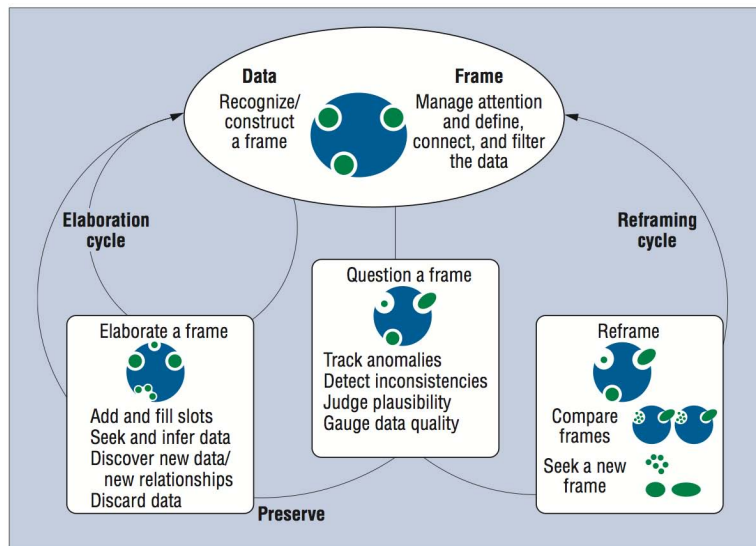 Data
Recognize/
construct
a frame
Frame
Manage attention
and define,
connect, and filter
the data
Elaboration
cycle
Reframing
cycle
Elaborate a frame
Add and fill slots
Seek and infer data
Discover new data/
new relationships
Discard data
Question a frame
Track anomalies
Detect inconsistencies
Judge plausibility
Gauge data quality
Reframe
Compare
frames
Seek a new
frame
Preserve